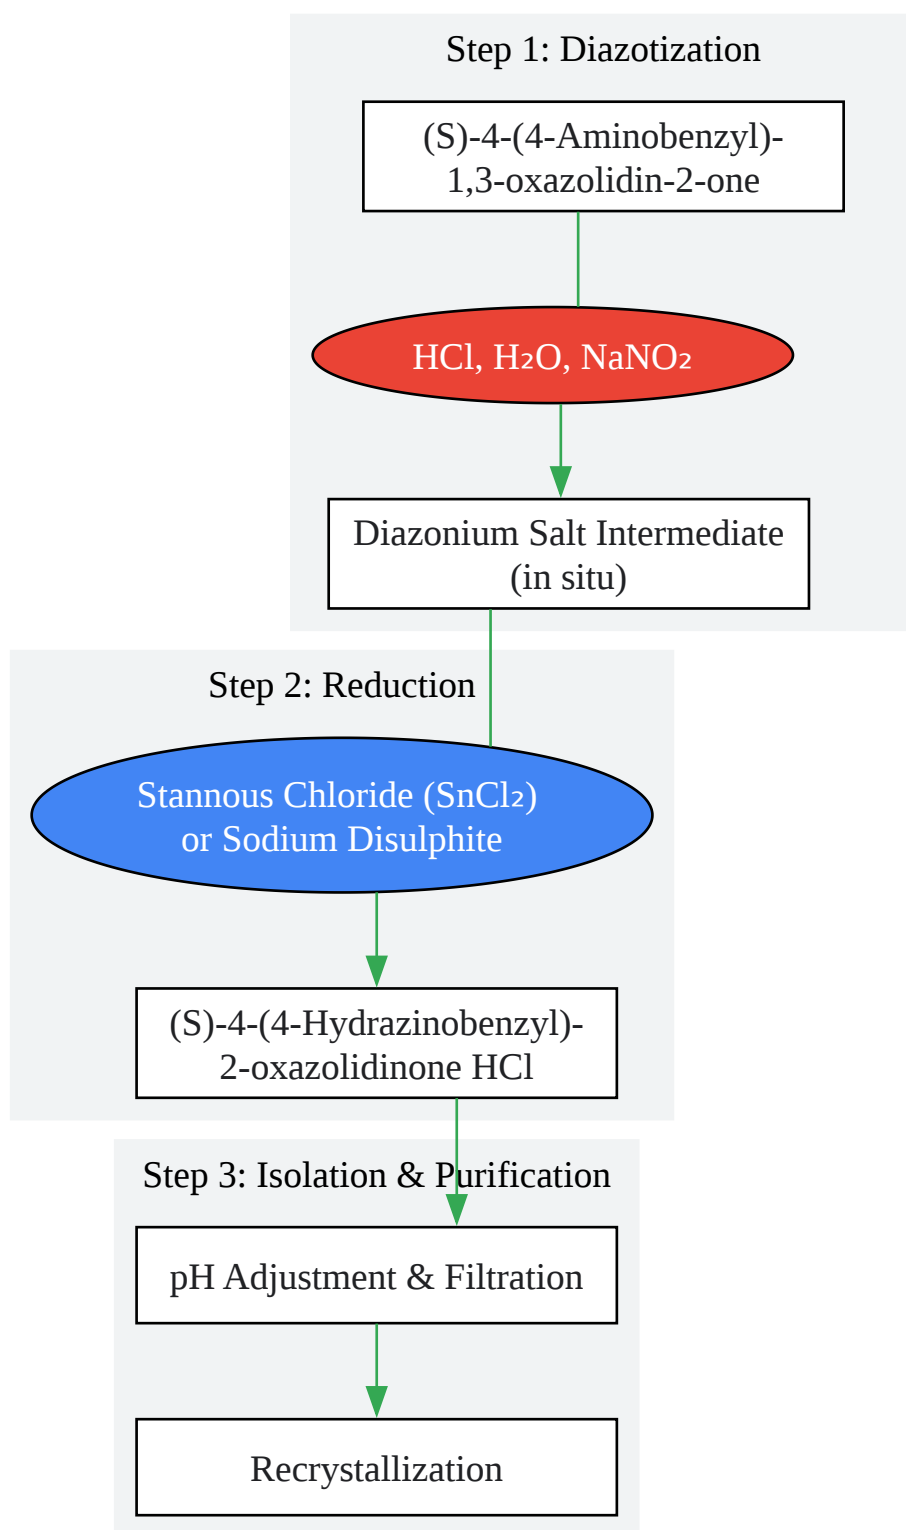 Step 1: Diazotization
(S)-4-(4-Aminobenzyl)-
1,3-oxazolidin-2-one
HCl, H₂O, NaNO₂
Diazonium Salt Intermediate
(in situ)
Step 2: Reduction
Stannous Chloride (SnCl₂)
or Sodium Disulphite
(S)-4-(4-Hydrazinobenzyl)-
2-oxazolidinone HCl
Step 3: Isolation & Purification
pH Adjustment & Filtration
Recrystallization